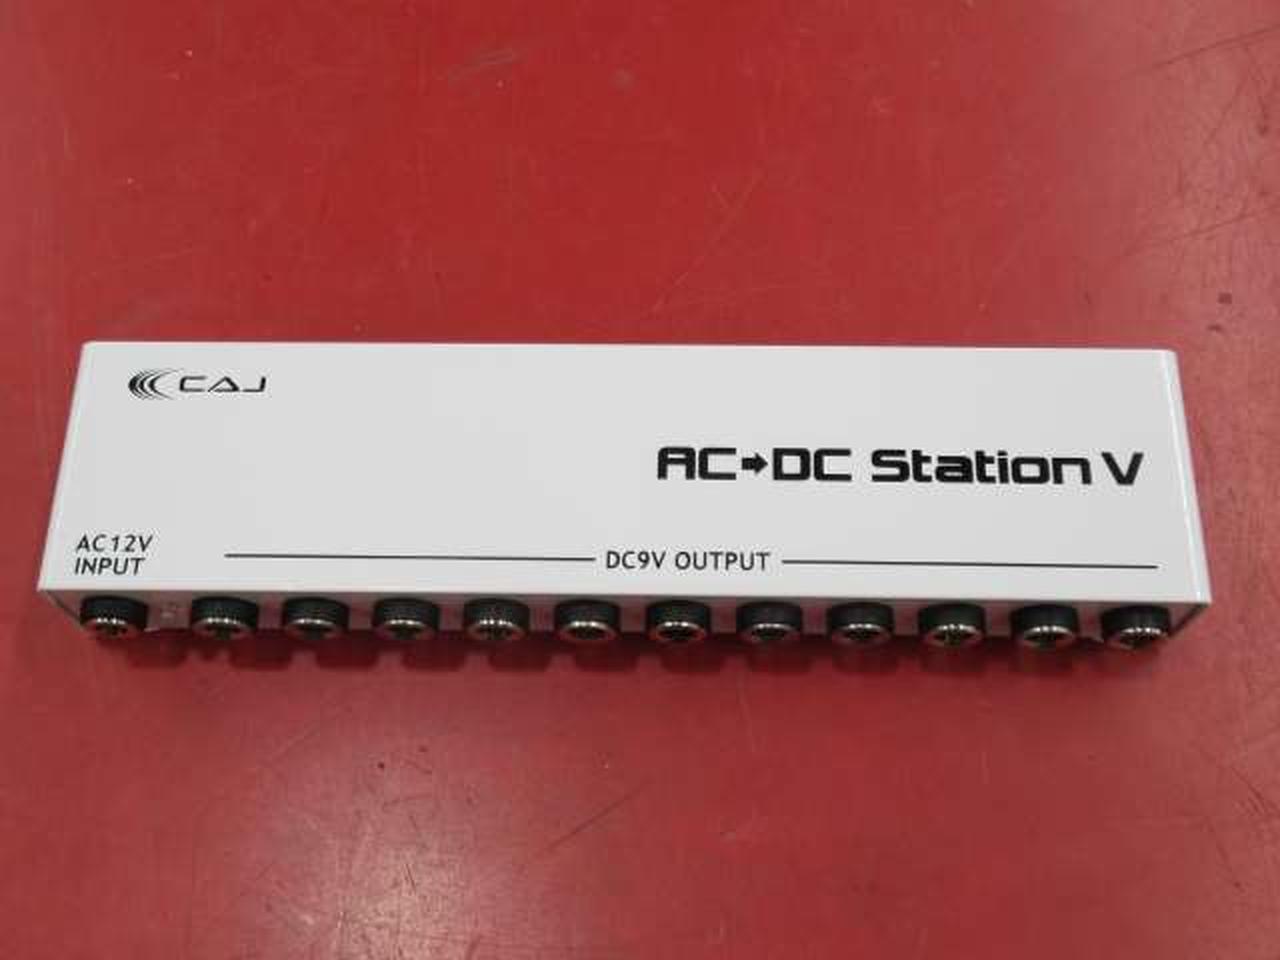 CAJ
AC➡DC Station V
AC12V
INPUT
DC9V OUTPUT